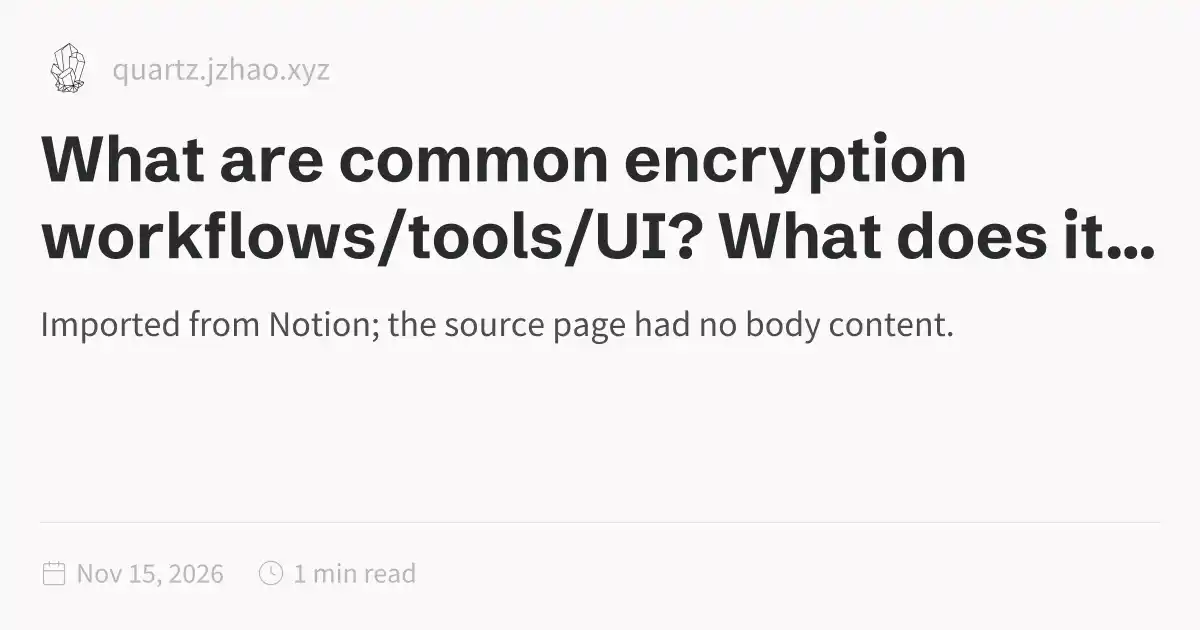 quartz.jzhao.xyz
What are common encryption
workflows/tools/UI? What does it...
Imported from Notion; the source page had no body content.
Nov 15, 2026 1 min read